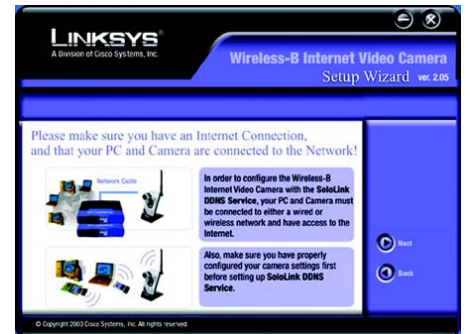 LINKSYS®
A Division of Cisco Systems, Inc.
Wireless-B Internet Video Camera
Setup Wizard ver. 2.05
Please make sure you have an Internet Connection,
and that your PC and Camera are connected to the Network!
Network Cable
In order to configure the Wireless-B
Internet Video Camera with the SoloLink
DDNS Service, your PC and Camera must
be connected to either a wired or
wireless network and have access to the
Internet.
Also, make sure you have properly
configured your camera settings first
before setting up SoloLink DDNS
Service.
Next
Back
© Copyright 2003 Cisco Systems, Inc. All rights reserved